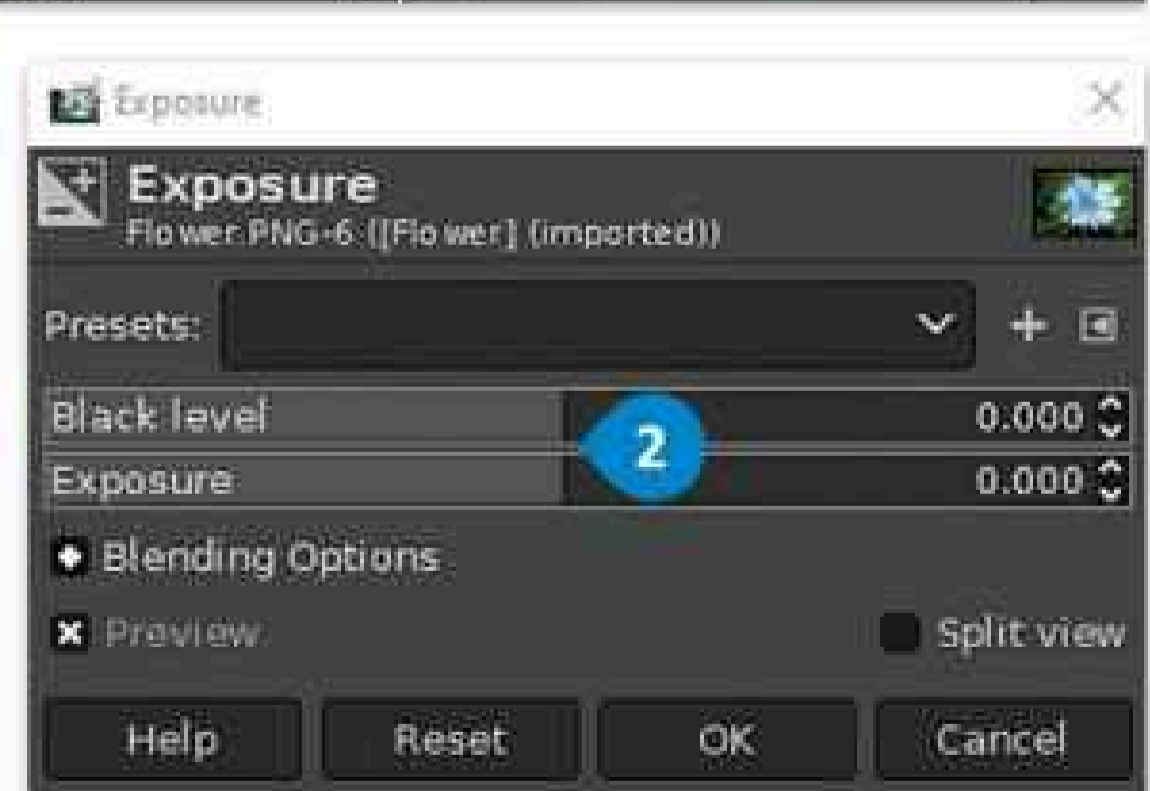 Exposure
Exposure
Flower.PNG-6 ([Flower] (imported))
Presets:
Black level 0.000
2
Exposure 0.000
Blending Options
Preview Split view
Help Reset OK Cancel